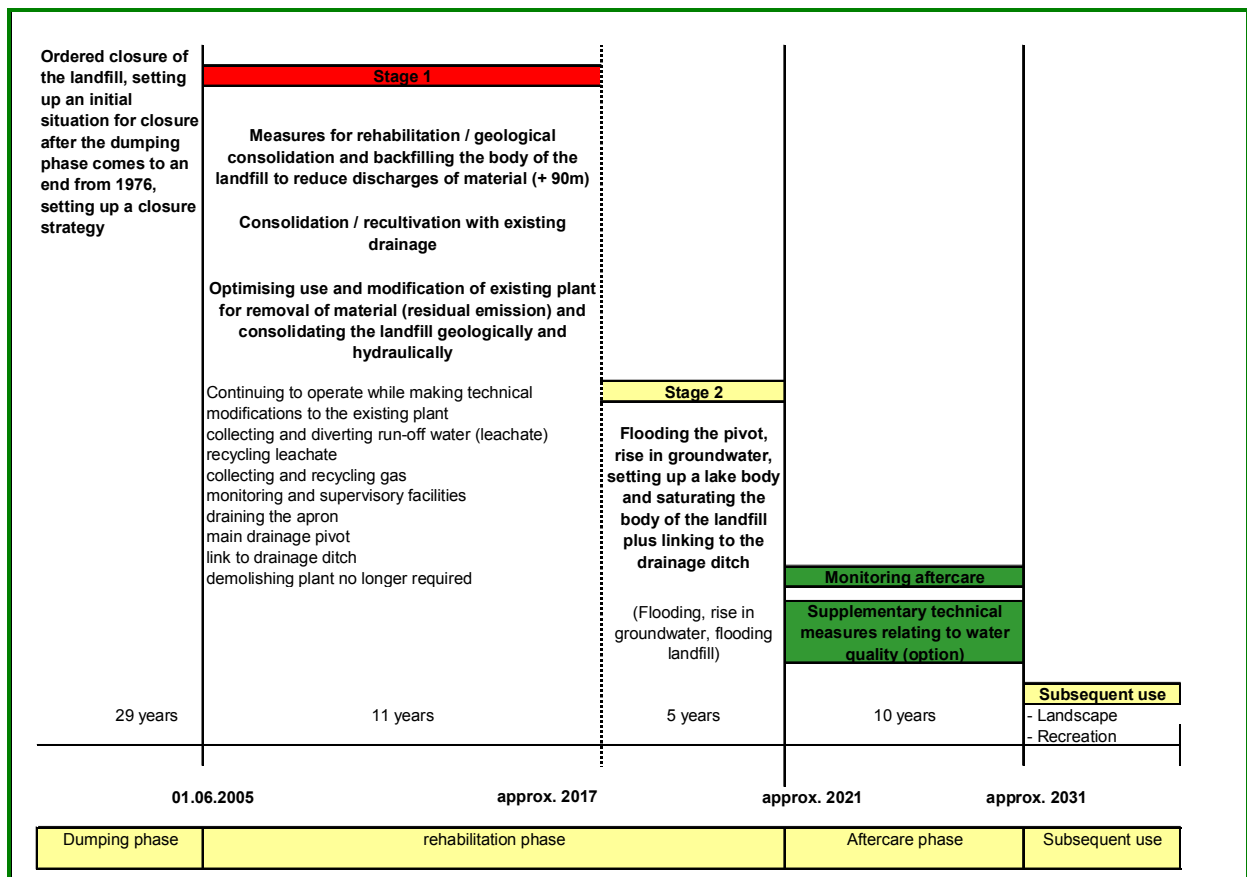 Ordered closure of
the landfill, setting
up an initial
situation for closure
after the dumping
phase comes to an
end from 1976,
setting up a closure
strategy
Stage 1
Measures for rehabilitation / geological
consolidation and backfilling the body of the
landfill to reduce discharges of material (+ 90m)
Consolidation / recultivation with existing
drainage
Optimising use and modification of existing plant
for removal of material (residual emission) and
consolidating the landfill geologically and
hydraulically
Continuing to operate while making technical
modifications to the existing plant
collecting and diverting run-off water (leachate)
recycling leachate
collecting and recycling gas
monitoring and supervisory facilities
draining the apron
main drainage pivot
link to drainage ditch
demolishing plant no longer required
Stage 2
Flooding the pivot,
rise in groundwater,
setting up a lake body
and saturating the
body of the landfill
plus linking to the
drainage ditch
(Flooding, rise in
groundwater, flooding
landfill)
Monitoring aftercare
Supplementary technical
measures relating to water
quality (option)
Subsequent use
- Landscape
- Recreation
29 years
11 years
5 years
10 years
01.06.2005
approx. 2017
approx. 2021
approx. 2031
Dumping phase
rehabilitation phase
Aftercare phase
Subsequent use